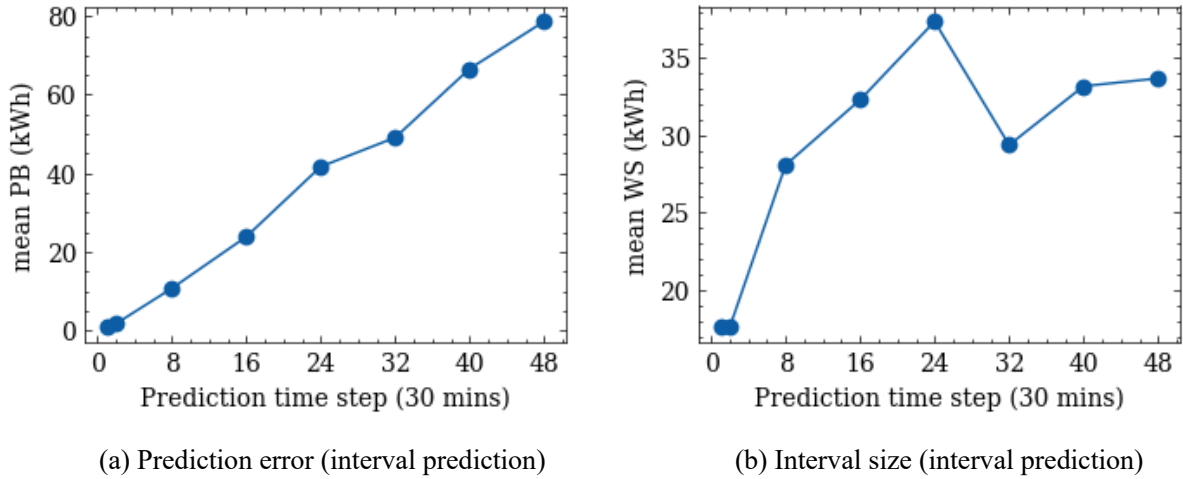 80
60
40
20
0
mean PB (kWh)
0 8 16 24 32 40 48
Prediction time step (30 mins)
(a) Prediction error (interval prediction)
35
30
25
20
mean WS (kWh)
0 8 16 24 32 40 48
Prediction time step (30 mins)
(b) Interval size (interval prediction)